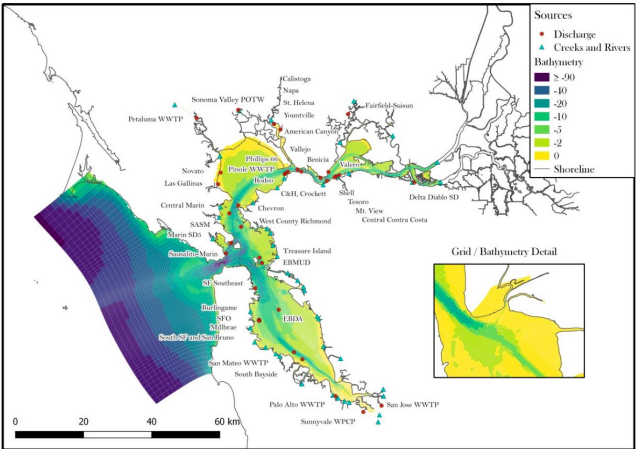 Sources
Discharge
Creeks and Rivers
Bathymetry
≥ -90
-40
-20
-10
-5
-2
0
Shoreline
Calistoga
Napa
St. Helena
Yountville
American Canyon
Vallejo
Sonoma Valley POTW
Petaluma WWTP
Fairfield-Suisun
Phillips 66
Benicia
Pinole WWTP
Valero
Novato
Rodeo
Las Gallinas
Shell
C&H, Crockett
Tesoro
Delta Diablo SD
Mt. View
Central Contra Costa
Central Marin
Chevron
SASM
West County Richmond
Marin SD5
Sausalito-Marin
Treasure Island
EBMUD
Grid / Bathymetry Detail
SF Southeast
Burlingame
SFO
EBDA
Millbrae
South SF and San Bruno
San Mateo WWTP
South Bayside
Palo Alto WWTP
San Jose WWTP
Sunnyvale WPCP
0 20 40 60 km